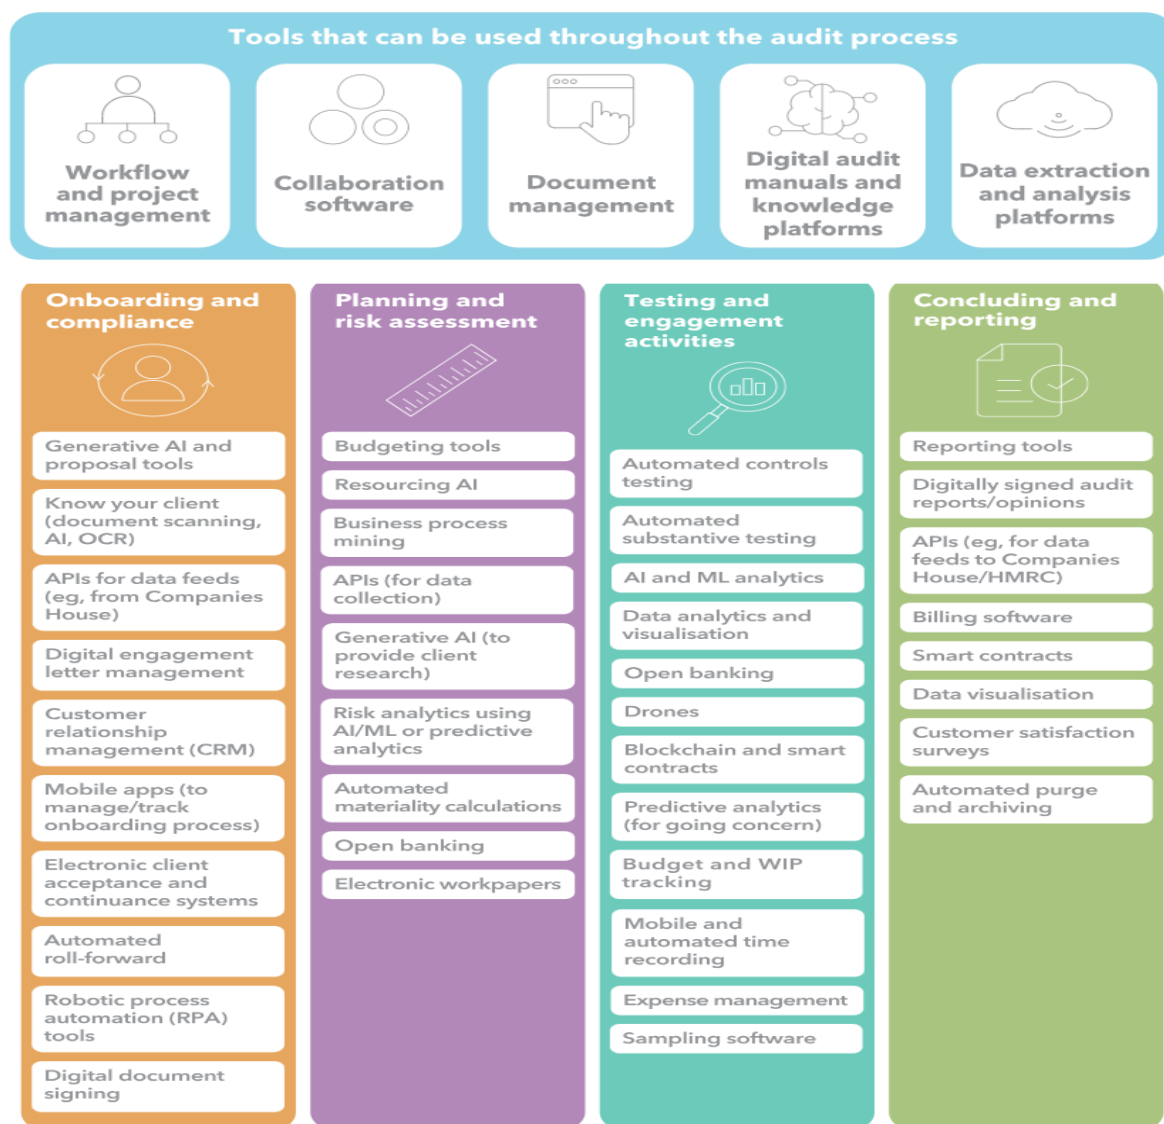 Tools that can be used throughout the audit process
Workflow
and project
management
Collaboration
software
Document
management
Digital audit
manuals and
knowledge
platforms
Data extraction
and analysis
platforms
Onboarding and
compliance
Generative AI and
proposal tools
Know your client
(document scanning,
AI, OCR)
APIs for data feeds
(eg, from Companies
House)
Digital engagement
letter management
Customer
relationship
management (CRM)
Mobile apps (to
manage/track
onboarding process)
Electronic client
acceptance and
continuance systems
Automated
roll-forward
Robotic process
automation (RPA)
tools
Digital document
signing
Planning and
risk assessment
Budgeting tools
Resourcing AI
Business process
mining
APIs (for data
collection)
Generative AI (to
provide client
research)
Risk analytics using
AI/ML or predictive
analytics
Automated
materiality calculations
Open banking
Electronic workpapers
Testing and
engagement
activities
Automated controls
testing
Automated
substantive testing
AI and ML analytics
Data analytics and
visualisation
Open banking
Drones
Blockchain and smart
contracts
Predictive analytics
(for going concern)
Budget and WIP
tracking
Mobile and
automated time
recording
Expense management
Sampling software
Concluding and
reporting
Reporting tools
Digitally signed audit
reports/opinions
APIs (eg, for data
feeds to Companies
House/HMRC)
Billing software
Smart contracts
Data visualisation
Customer satisfaction
surveys
Automated purge
and archiving